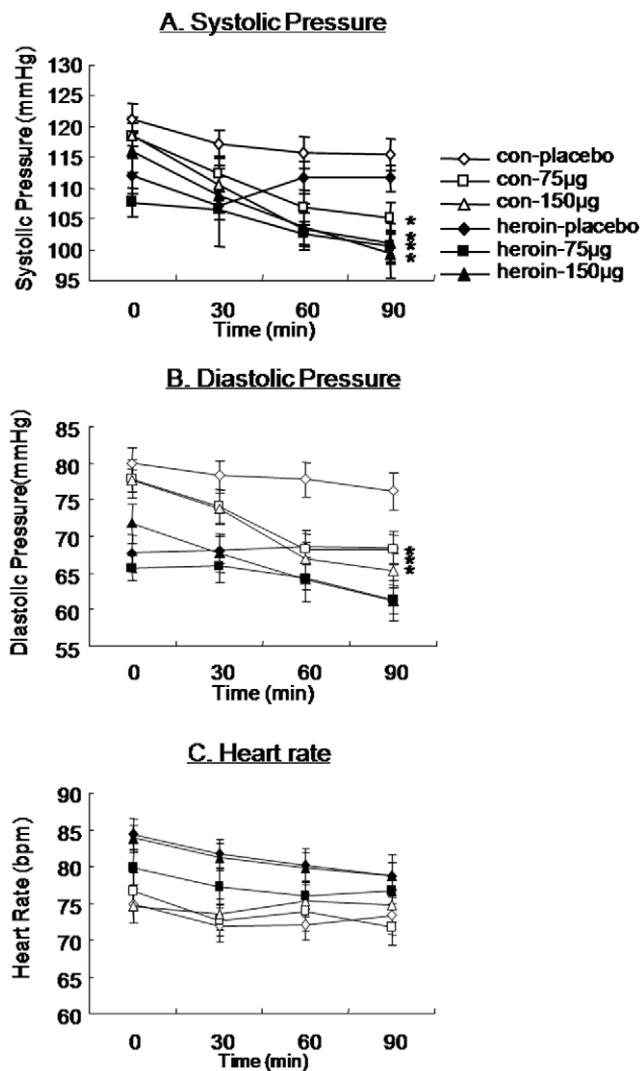 A. Systolic Pressure
Systolic Pressure (mmHg)
130
125
120
115
110
105
100
95
0 30 60 90
Time (min)
con-placebo
con-75µg
con-150µg
heroin-placebo
heroin-75µg
heroin-150µg
*
*
*
*
B. Diastolic Pressure
Diastolic Pressure(mmHg)
85
80
75
70
65
60
55
0 30 60 90
Time (min)
*
*
*
C. Heart rate
Heart Rate (bpm)
90
85
80
75
70
65
60
0 30 60 90
Time (min)